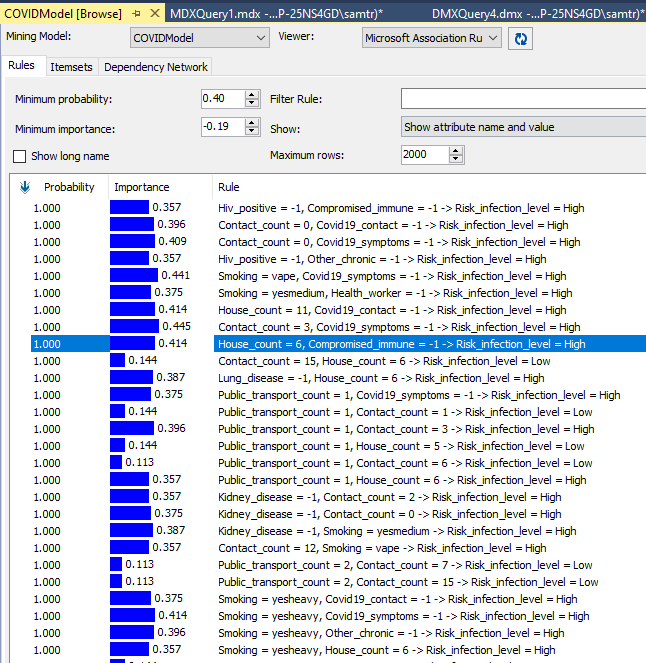 COVIDModel [Browse] MDXQuery1.mdx -...P-25NS4GD\samtr)* DMXQuery4.dmx -...P-25NS4GD\samtr)*
Mining Model: COVIDModel Viewer: Microsoft Association Ru
Rules Itemsets Dependency Network
Minimum probability: 0.40 Filter Rule:
Minimum importance: -0.19 Show: Show attribute name and value
Show long name Maximum rows: 2000
Probability Importance Rule
1.000 0.357 Hiv_positive = -1, Compromised_immune = -1 -> Risk_infection_level = High
1.000 0.396 Contact_count = 0, Covid19_contact = -1 -> Risk_infection_level = High
1.000 0.409 Contact_count = 0, Covid19_symptoms = -1 -> Risk_infection_level = High
1.000 0.357 Hiv_positive = -1, Other_chronic = -1 -> Risk_infection_level = High
1.000 0.441 Smoking = vape, Covid19_symptoms = -1 -> Risk_infection_level = High
1.000 0.375 Smoking = yesmedium, Health_worker = -1 -> Risk_infection_level = High
1.000 0.414 House_count = 11, Covid19_contact = -1 -> Risk_infection_level = High
1.000 0.445 Contact_count = 3, Covid19_symptoms = -1 -> Risk_infection_level = High
1.000 0.414 House_count = 6, Compromised_immune = -1 -> Risk_infection_level = High
1.000 0.144 Contact_count = 15, House_count = 6 -> Risk_infection_level = Low
1.000 0.387 Lung_disease = -1, House_count = 6 -> Risk_infection_level = High
1.000 0.375 Public_transport_count = 1, Covid19_symptoms = -1 -> Risk_infection_level = High
1.000 0.144 Public_transport_count = 1, Contact_count = 1 -> Risk_infection_level = Low
1.000 0.396 Public_transport_count = 1, Contact_count = 3 -> Risk_infection_level = High
1.000 0.144 Public_transport_count = 1, House_count = 5 -> Risk_infection_level = Low
1.000 0.113 Public_transport_count = 1, Contact_count = 6 -> Risk_infection_level = Low
1.000 0.357 Public_transport_count = 1, House_count = 6 -> Risk_infection_level = High
1.000 0.357 Kidney_disease = -1, Contact_count = 2 -> Risk_infection_level = High
1.000 0.375 Kidney_disease = -1, Contact_count = 0 -> Risk_infection_level = High
1.000 0.387 Kidney_disease = -1, Smoking = yesmedium -> Risk_infection_level = High
1.000 0.357 Contact_count = 12, Smoking = vape -> Risk_infection_level = High
1.000 0.113 Public_transport_count = 2, Contact_count = 7 -> Risk_infection_level = Low
1.000 0.113 Public_transport_count = 2, Contact_count = 15 -> Risk_infection_level = Low
1.000 0.375 Smoking = yesheavy, Covid19_contact = -1 -> Risk_infection_level = High
1.000 0.414 Smoking = yesheavy, Covid19_symptoms = -1 -> Risk_infection_level = High
1.000 0.396 Smoking = yesheavy, Other_chronic = -1 -> Risk_infection_level = High
1.000 0.357 Smoking = yesheavy, House_count = 6 -> Risk_infection_level = High